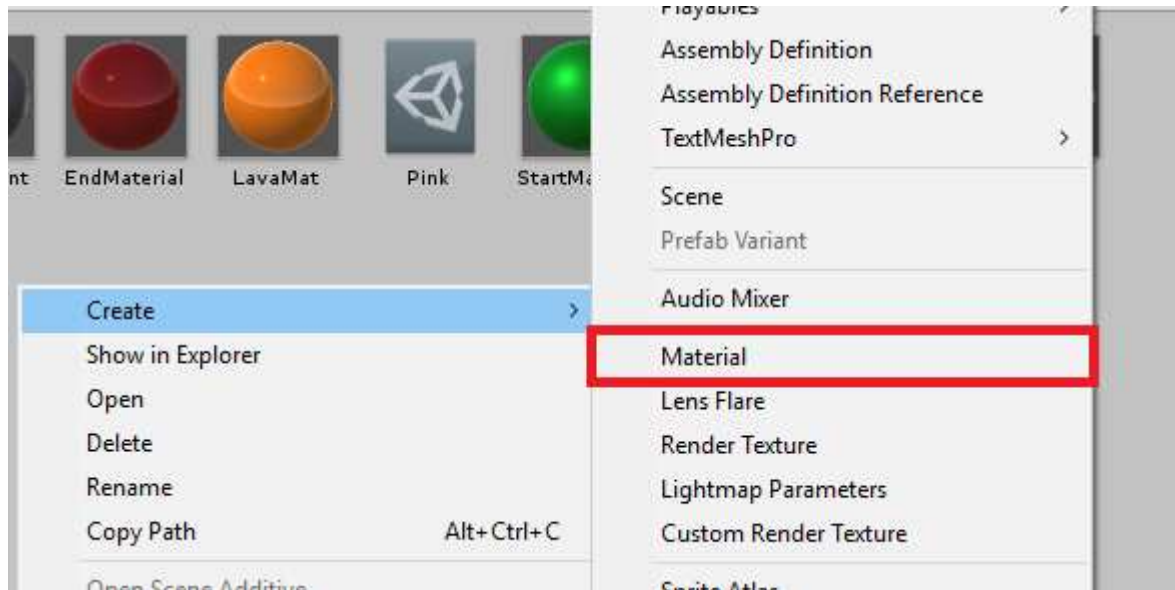 Playables
Assembly Definition
Assembly Definition Reference
TextMeshPro
Scene
Prefab Variant
Audio Mixer
Material
Lens Flare
Render Texture
Lightmap Parameters
Custom Render Texture
Sprite Atlas
nt
EndMaterial
LavaMat
Pink
StartMa
Create
Show in Explorer
Open
Delete
Rename
Copy Path Alt+Ctrl+C
Open Scene Additive